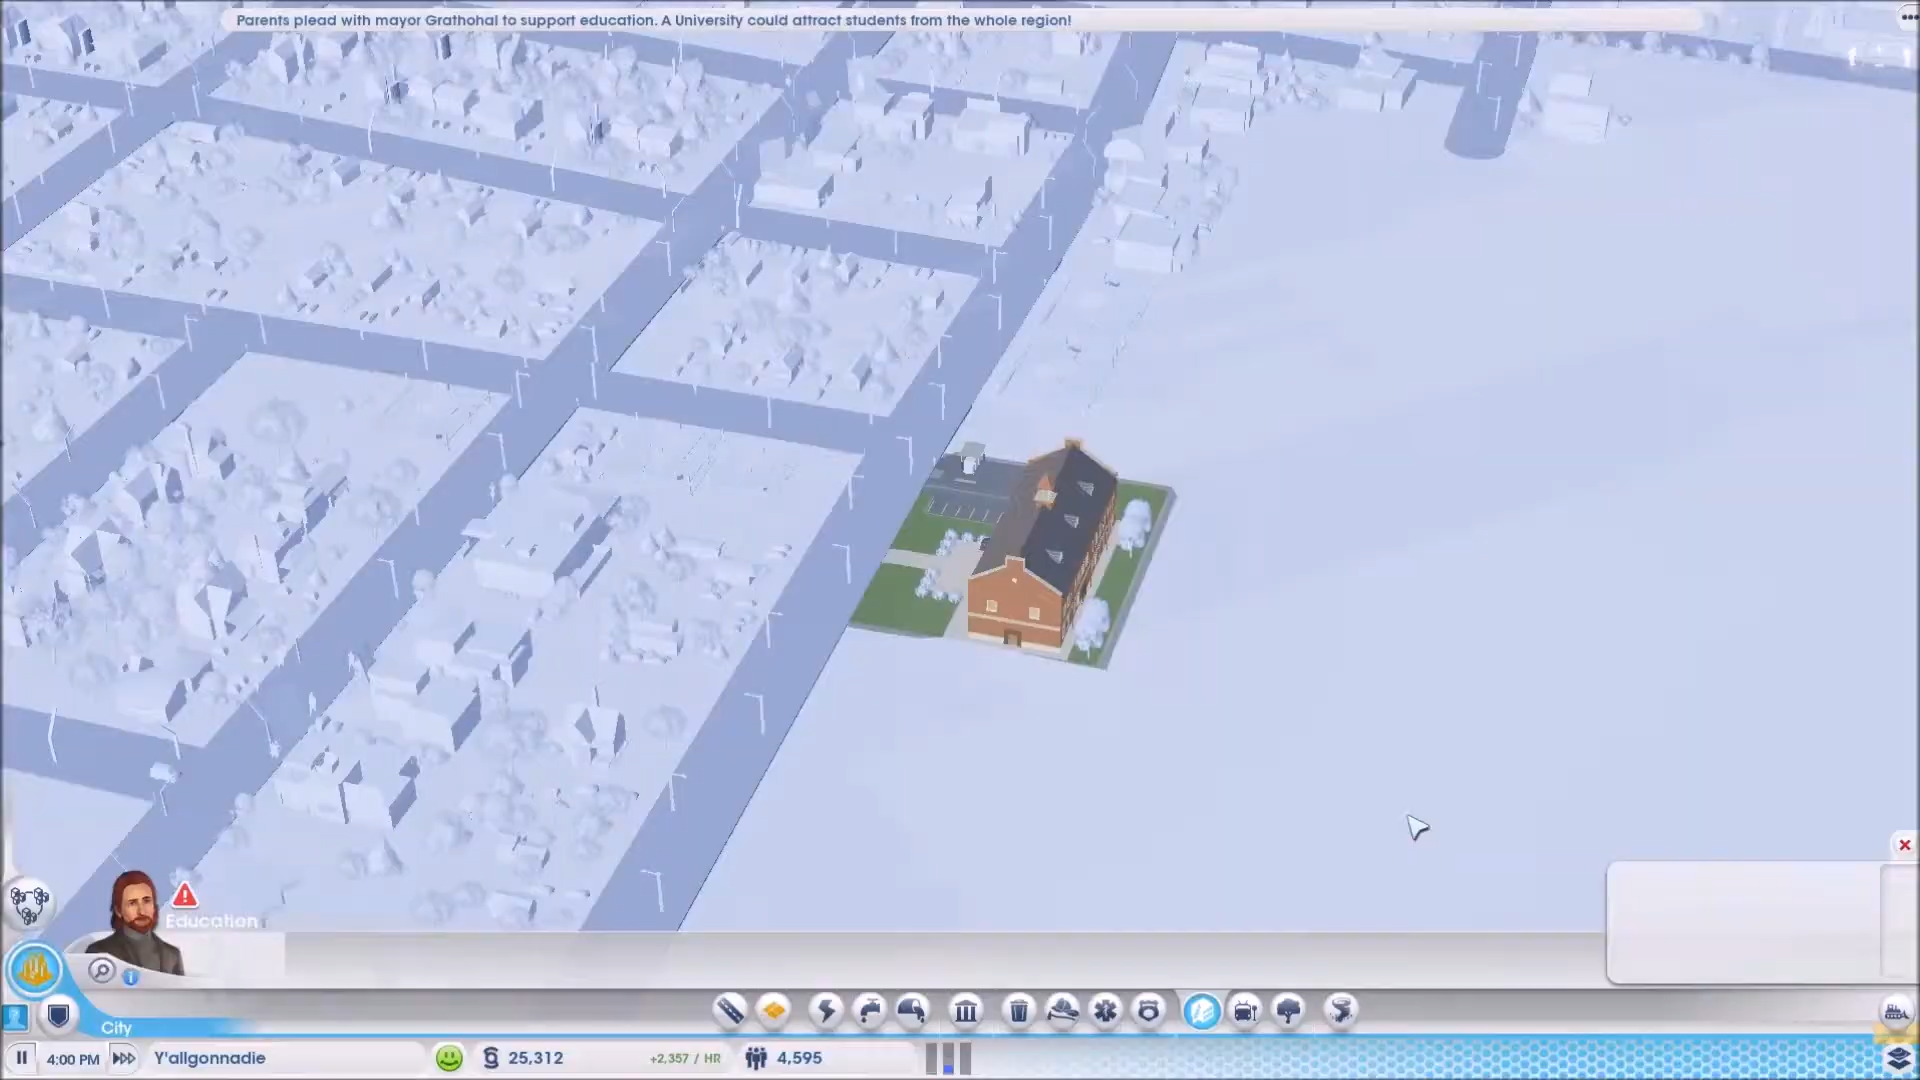 Parents plead with mayor Grathohal to support education. A University could attract students from the whole region!
Education
City
4:00 PM
Y'allgonnadie
25,312
+2,357 / HR
4,595